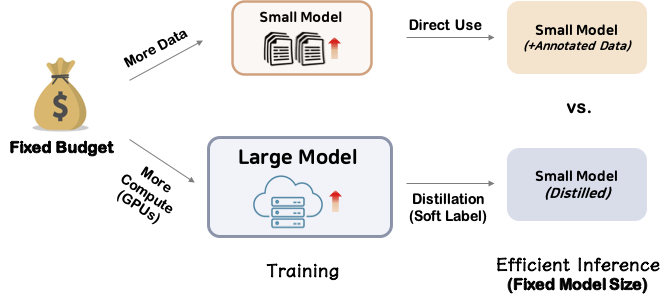 Small Model
More Data
Direct Use
Small Model
(+Annotated Data)
$
Fixed Budget
vs.
More
Compute
(GPUs)
Large Model
Distillation
(Soft Label)
Small Model
(Distilled)
Training
Efficient Inference
(Fixed Model Size)